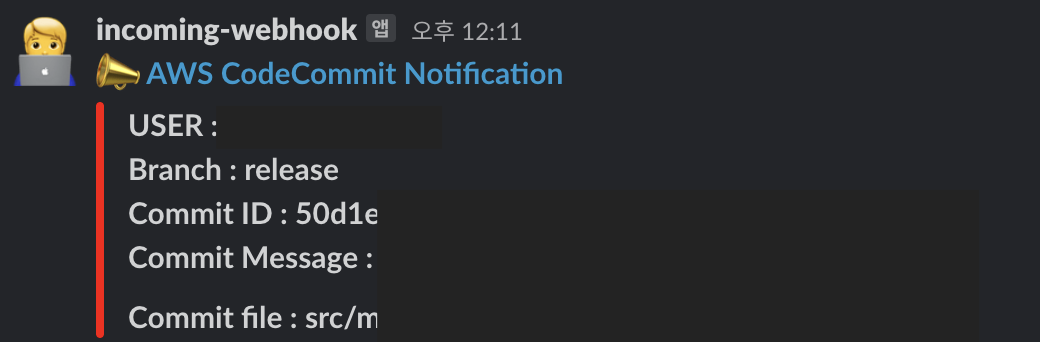 incoming-webhook 앱 오후 12:11
AWS CodeCommit Notification
USER :
Branch : release
Commit ID : 50d1e
Commit Message :
Commit file : src/m